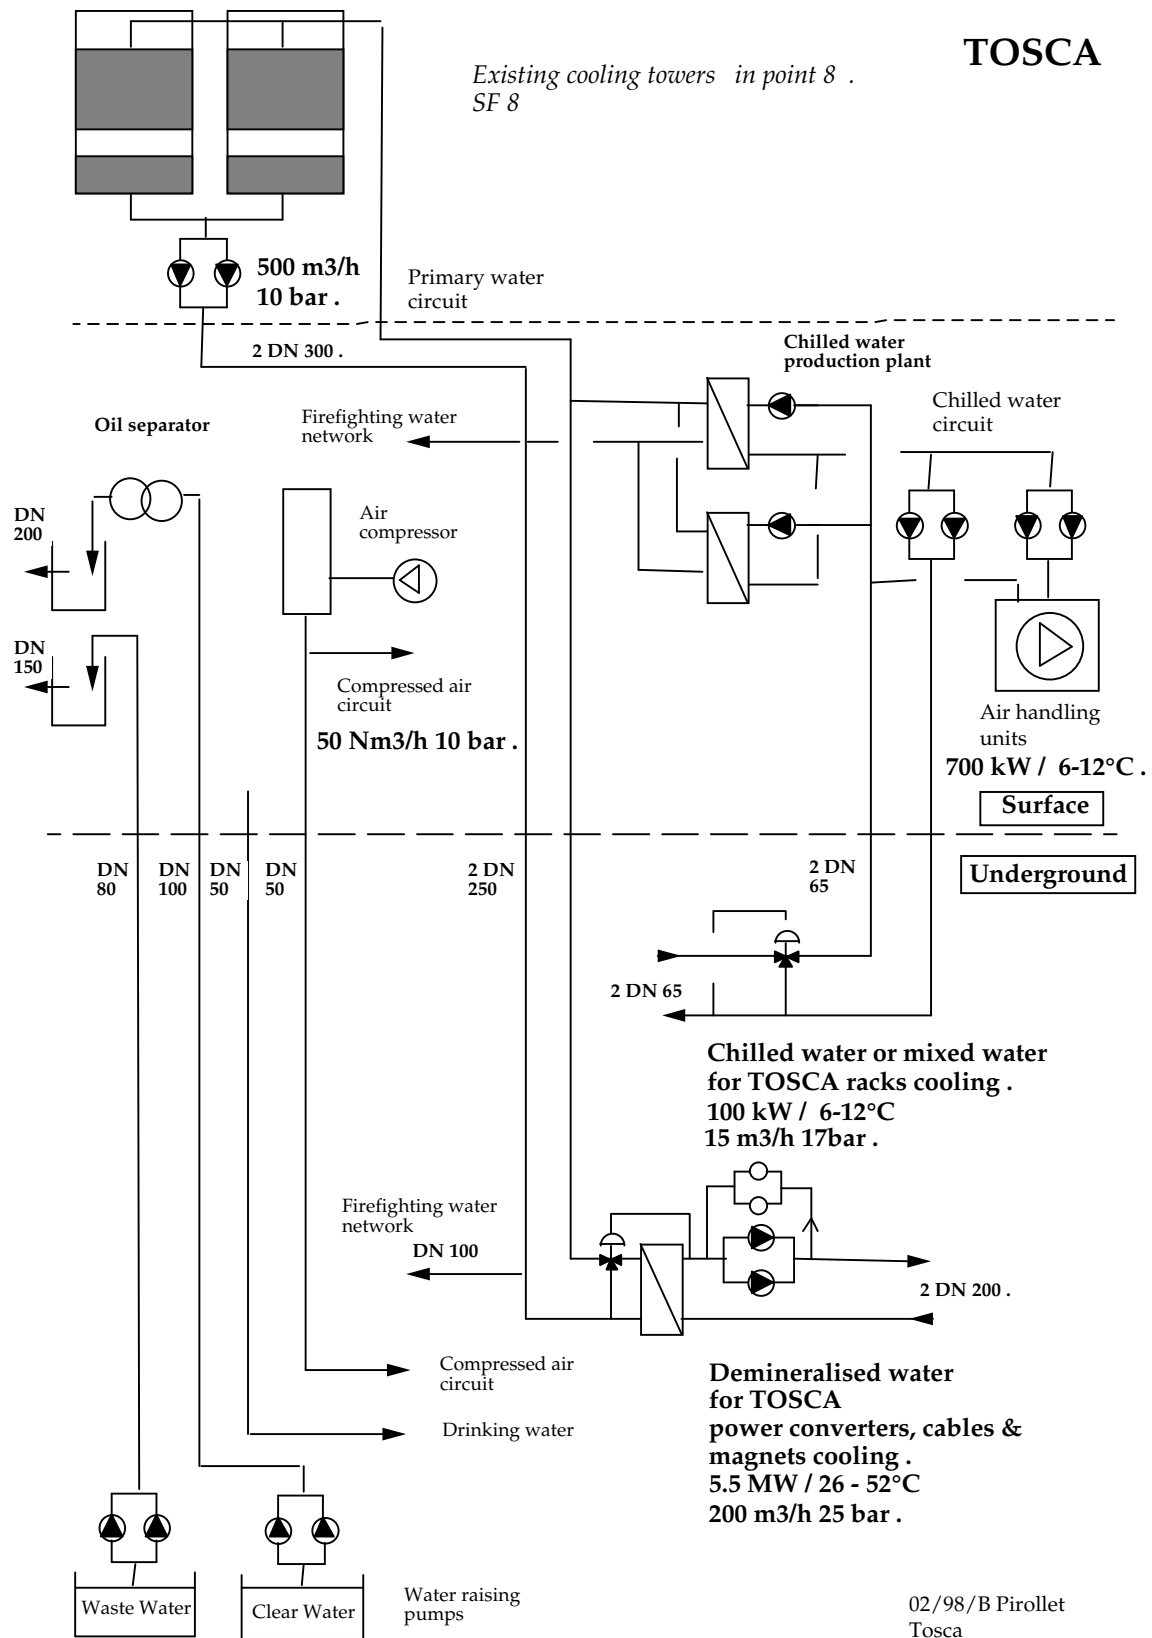 TOSCA
Existing cooling towers in point 8 .
SF 8
500 m3/h
10 bar .
Primary water
circuit
2 DN 300 .
Chilled water
production plant
Chilled water
circuit
Oil separator
Firefighting water
network
DN
200
Air
compressor
DN
150
Compressed air
circuit
50 Nm3/h 10 bar .
Air handling
units
700 kW / 6-12°C .
Surface
Underground
DN
80
DN
100
DN
50
DN
50
2 DN
250
2 DN
65
2 DN 65
Chilled water or mixed water
for TOSCA racks cooling .
100 kW / 6-12°C
15 m3/h 17bar .
Firefighting water
network
DN 100
2 DN 200 .
Compressed air
circuit
Drinking water
Demineralised water
for TOSCA
power converters, cables &
magnets cooling .
5.5 MW / 26 - 52°C
200 m3/h 25 bar .
Waste Water
Clear Water
Water raising
pumps
02/98/B Pirollet
Tosca